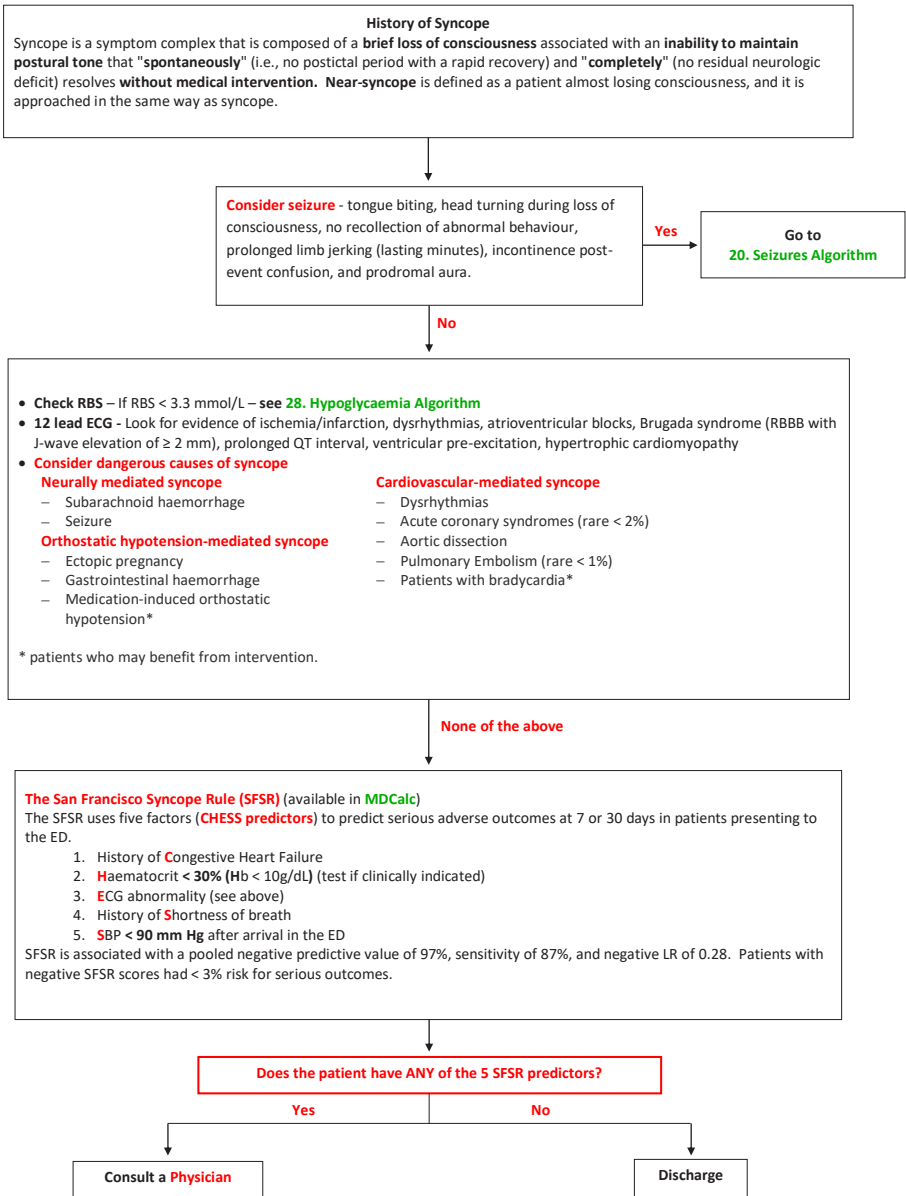 History of Syncope
Syncope is a symptom complex that is composed of a brief loss of consciousness associated with an inability to maintain
postural tone that "spontaneously" (i.e., no postictal period with a rapid recovery) and "completely" (no residual neurologic
deficit) resolves without medical intervention. Near-syncope is defined as a patient almost losing consciousness, and it is
approached in the same way as syncope.
Consider seizure - tongue biting, head turning during loss of
consciousness, no recollection of abnormal behaviour,
prolonged limb jerking (lasting minutes), incontinence post-
event confusion, and prodromal aura.
Yes
Go to
20. Seizures Algorithm
No
• Check RBS – If RBS < 3.3 mmol/L – see 28. Hypoglycaemia Algorithm
• 12 lead ECG - Look for evidence of ischemia/infarction, dysrhythmias, atrioventricular blocks, Brugada syndrome (RBBB with
J-wave elevation of ≥ 2 mm), prolonged QT interval, ventricular pre-excitation, hypertrophic cardiomyopathy
• Consider dangerous causes of syncope
Neurally mediated syncope
– Subarachnoid haemorrhage
– Seizure
Orthostatic hypotension-mediated syncope
– Ectopic pregnancy
– Gastrointestinal haemorrhage
– Medication-induced orthostatic
hypotension*
Cardiovascular-mediated syncope
– Dysrhythmias
– Acute coronary syndromes (rare < 2%)
– Aortic dissection
– Pulmonary Embolism (rare < 1%)
– Patients with bradycardia*
* patients who may benefit from intervention.
None of the above
The San Francisco Syncope Rule (SFSR) (available in MDCalc)
The SFSR uses five factors (CHESS predictors) to predict serious adverse outcomes at 7 or 30 days in patients presenting to
the ED.
1. History of Congestive Heart Failure
2. Haematocrit < 30% (Hb < 10g/dL) (test if clinically indicated)
3. ECG abnormality (see above)
4. History of Shortness of breath
5. SBP < 90 mm Hg after arrival in the ED
SFSR is associated with a pooled negative predictive value of 97%, sensitivity of 87%, and negative LR of 0.28. Patients with
negative SFSR scores had < 3% risk for serious outcomes.
Does the patient have ANY of the 5 SFSR predictors?
Yes
No
Consult a Physician
Discharge